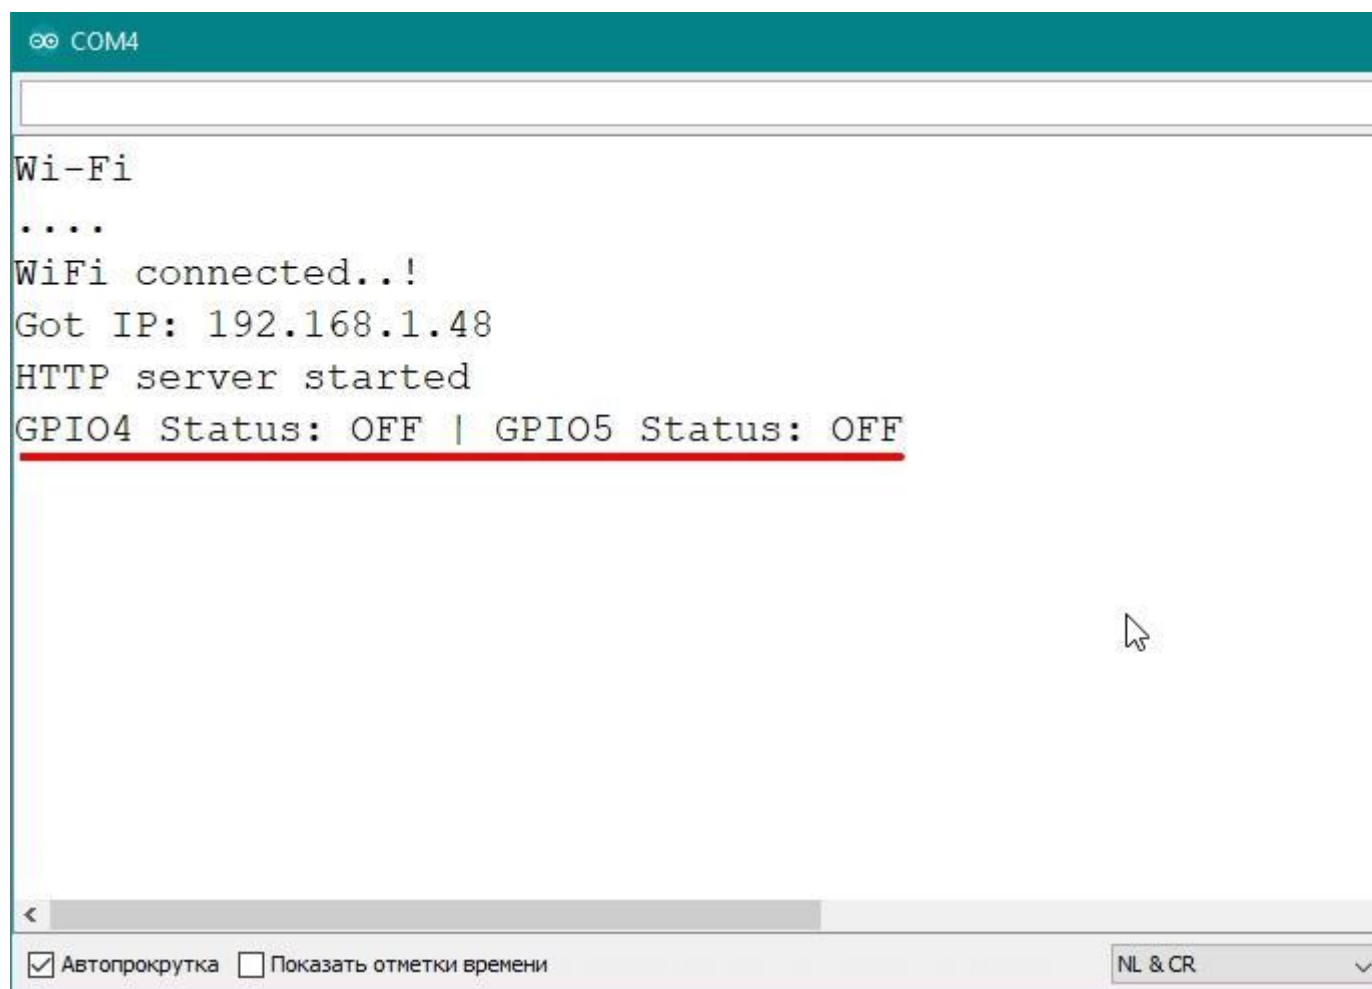 COM4
Wi-Fi
....
WiFi connected..!
Got IP: 192.168.1.48
HTTP server started
GPIO4 Status: OFF | GPIO5 Status: OFF
Автопрокрутка Показать отметки времени NL & CR